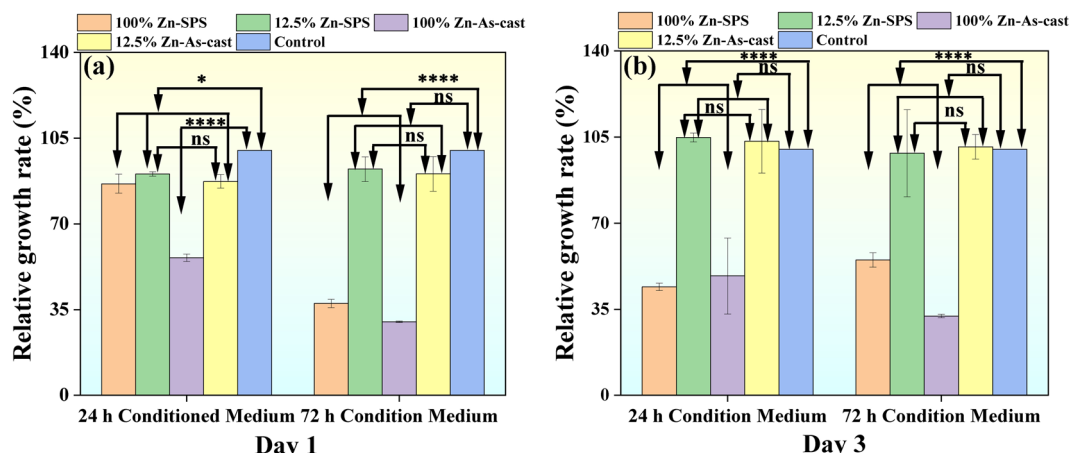 100% Zn-SPS 12.5% Zn-SPS 100% Zn-As-cast
12.5% Zn-As-cast Control
(a)
Relative growth rate (%)
140
105
70
35
0
*
****
ns
****
ns
ns
24 h Conditioned Medium 72 h Condition Medium
Day 1
100% Zn-SPS 12.5% Zn-SPS 100% Zn-As-cast
12.5% Zn-As-cast Control
(b)
Relative growth rate (%)
140
105
70
35
0
****
ns
ns
****
ns
ns
24 h Condition Medium 72 h Condition Medium
Day 3